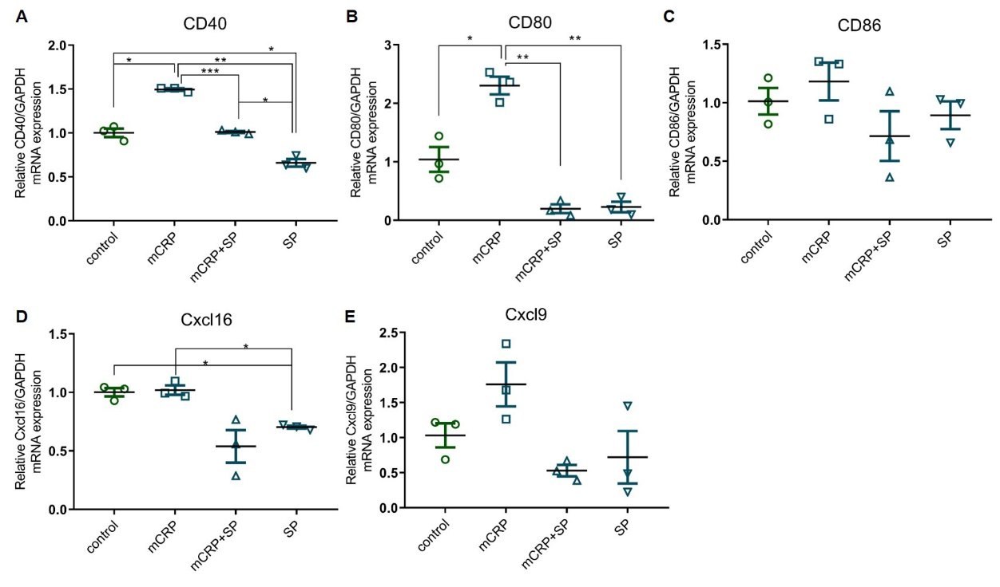 A
CD40
Relative CD40/GAPDH
mRNA expression
2.0
1.5
1.0
0.5
0.0
*
*
**
***
*
control
mCRP
mCRP+SP
SP
B
CD80
Relative CD80/GAPDH
mRNA expression
3
2
1
0
*
**
**
control
mCRP
mCRP+SP
SP
C
CD86
Relative CD86/GAPDH
mRNA expression
1.5
1.0
0.5
0.0
control
mCRP
mCRP+SP
SP
D
Cxcl16
Relative Cxcl16/GAPDH
mRNA expression
1.5
1.0
0.5
0.0
*
*
control
mCRP
mCRP+SP
SP
E
Cxcl9
Relative Cxcl9/GAPDH
mRNA expression
2.5
2.0
1.5
1.0
0.5
0.0
control
mCRP
mCRP+SP
SP